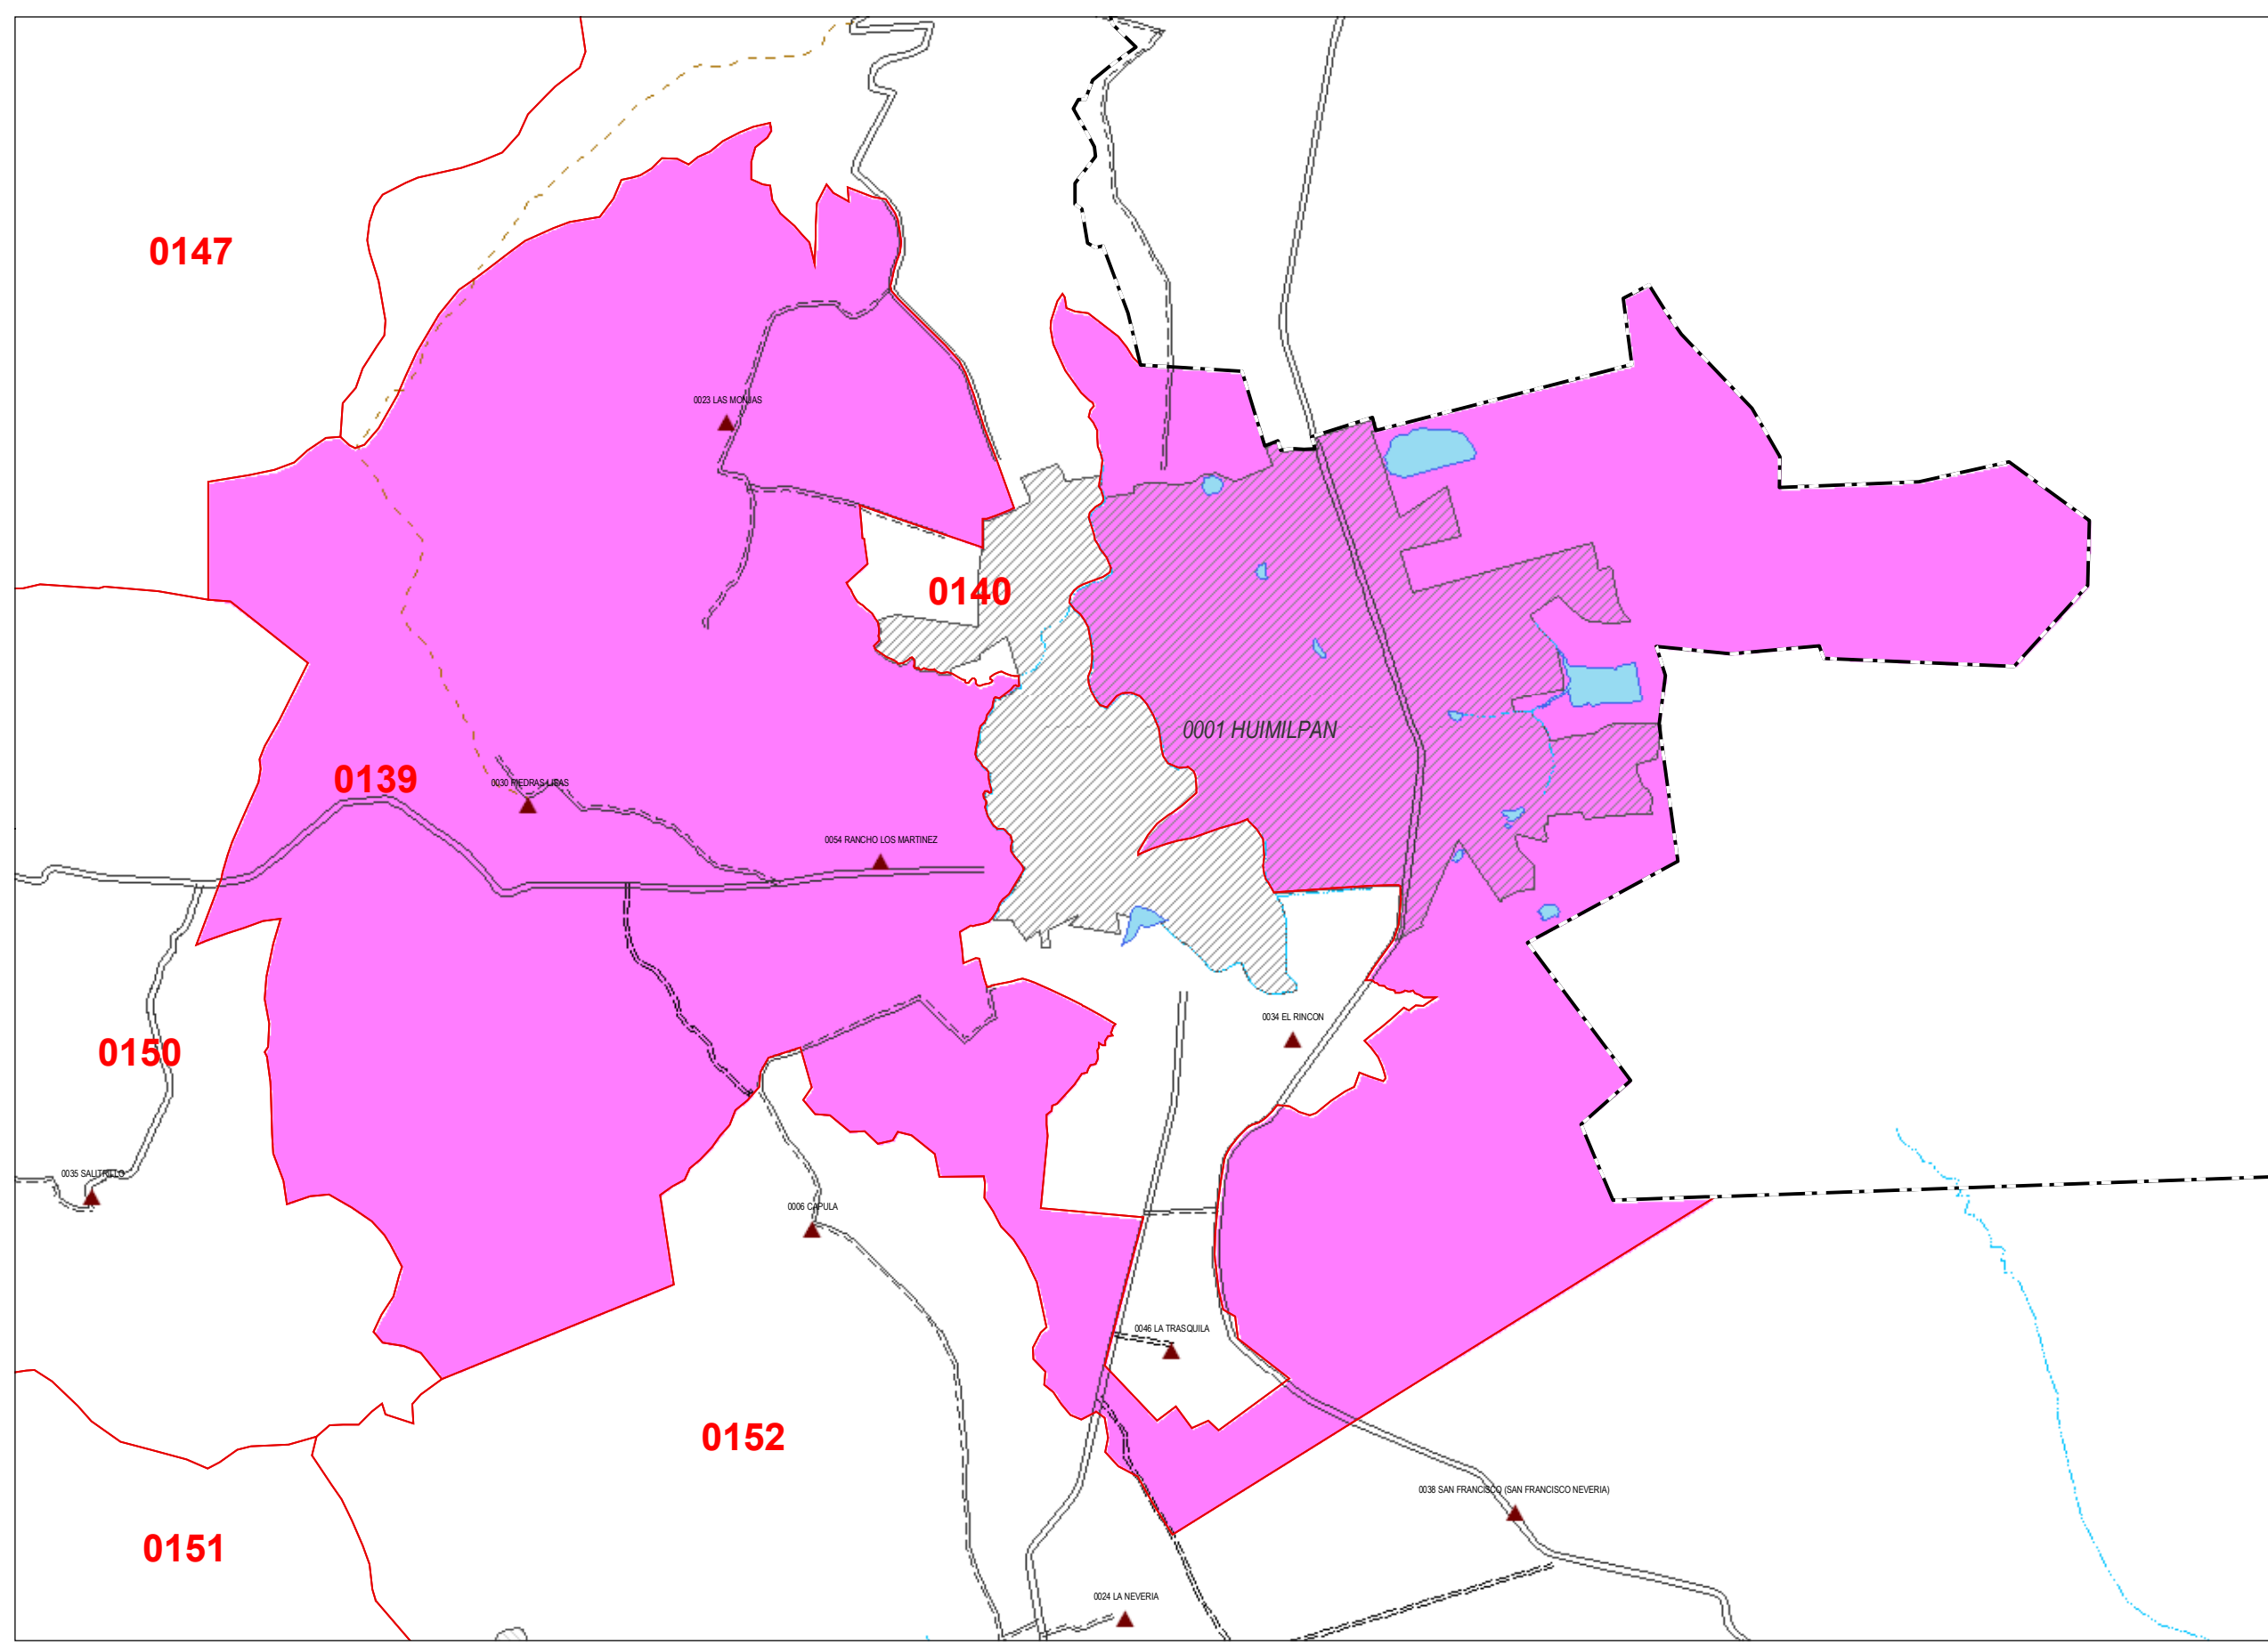 0147
0023 LAS MONJAS
0140
0001 HUIMILPAN
0139
0030 PIEDRAS LISAS
0054 RANCHO LOS MARTINEZ
0034 EL RINCON
0150
0035 SALITRILLO
0006 CAPULA
0046 LA TRASQUILA
0152
0038 SAN FRANCISCO (SAN FRANCISCO NEVERIA)
0151
0024 LA NEVERIA